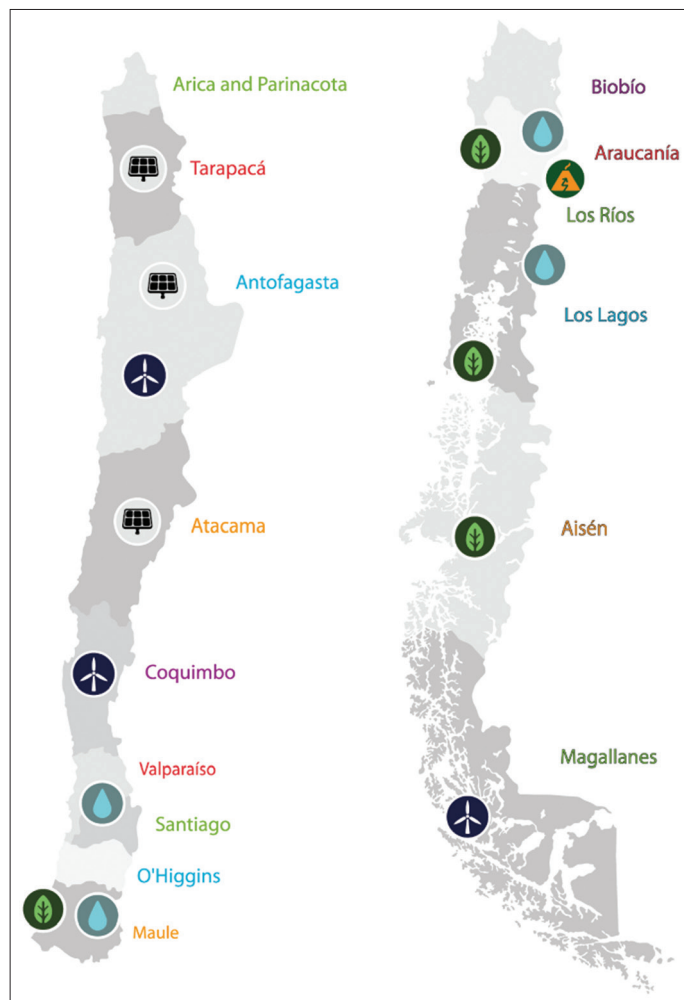 Arica and Parinacota
Tarapacá
Antofagasta
Atacama
Coquimbo
Valparaíso
Santiago
O'Higgins
Maule
Biobío
Araucanía
Los Ríos
Los Lagos
Aisén
Magallanes